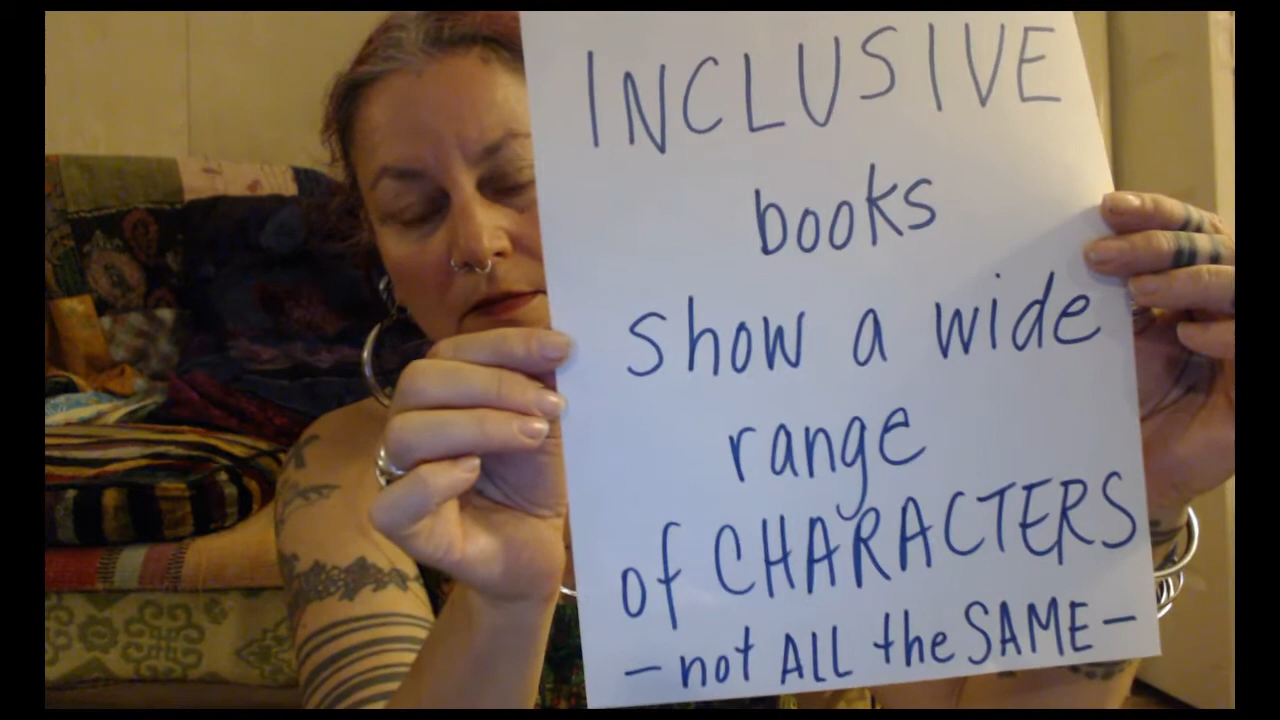 INCLUSIVE
books
show a wide
range
of CHARACTERS
- not ALL the SAME -